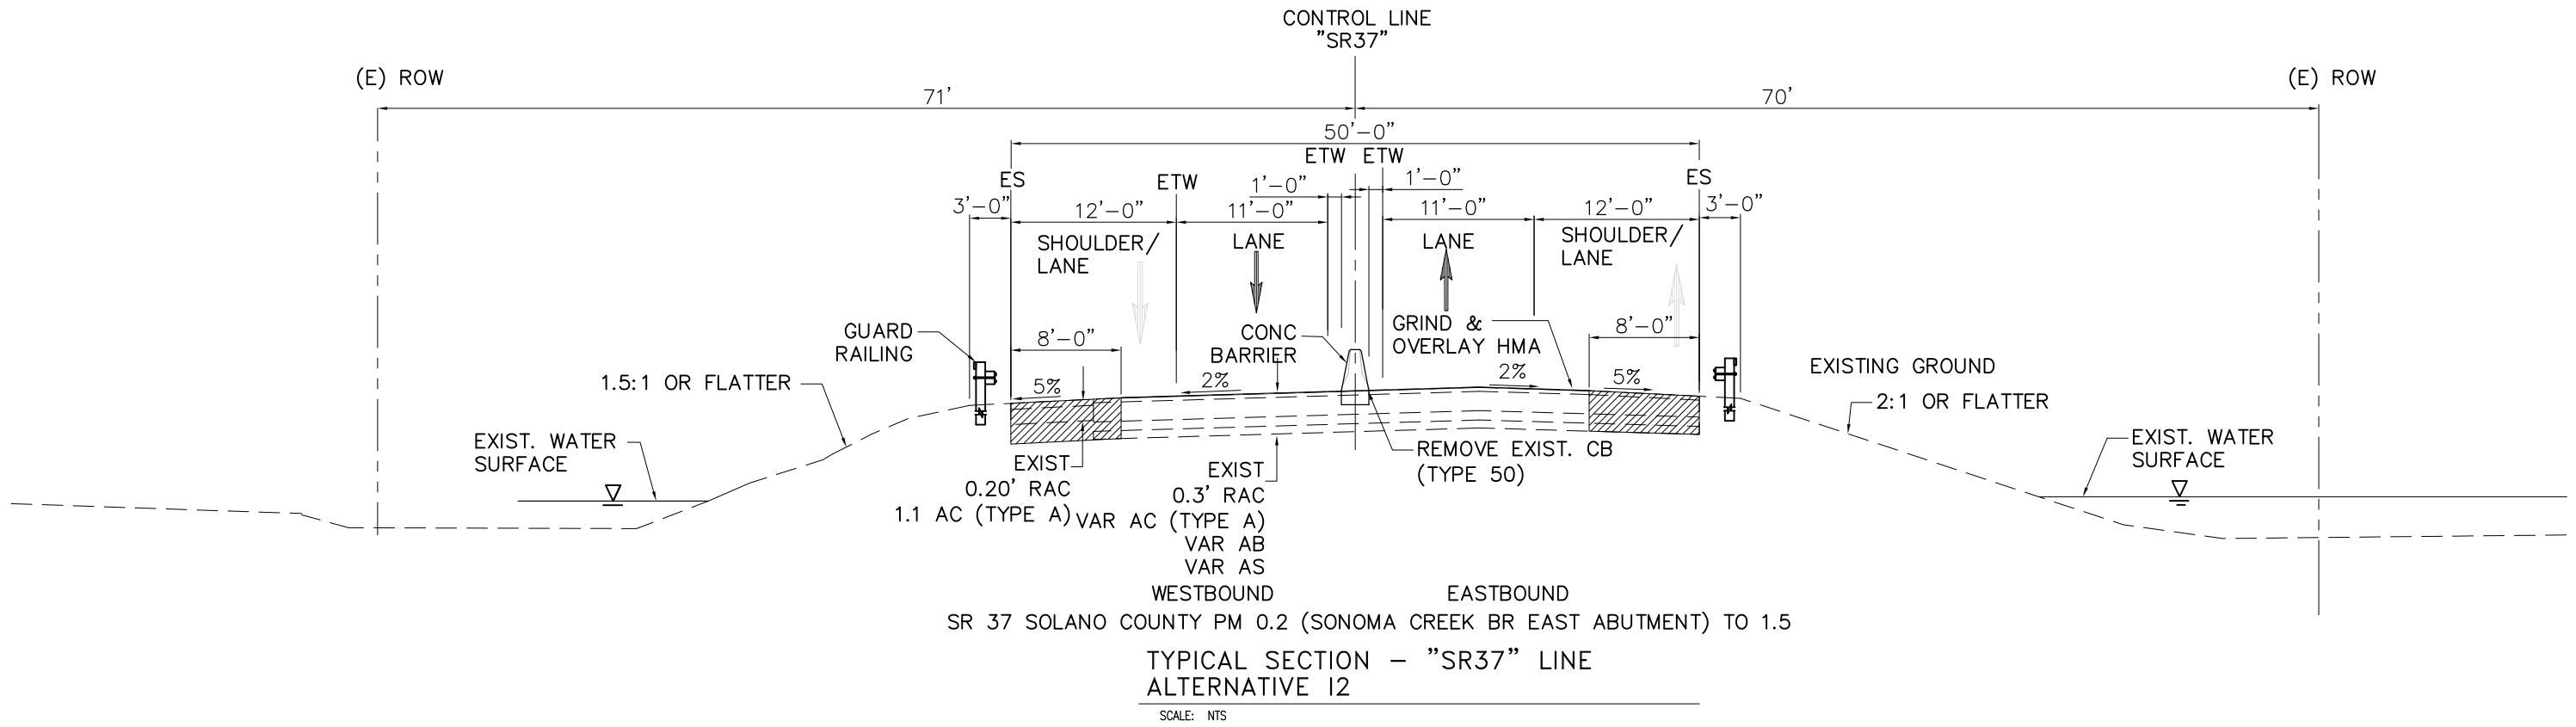 CONTROL LINE
"SR37"
(E) ROW
(E) ROW
71'
70'
50'-0"
ETW ETW
ES
ETW
1'-0"
1'-0"
ES
3'-0"
12'-0"
11'-0"
11'-0"
12'-0"
3'-0"
SHOULDER/
LANE
LANE
LANE
SHOULDER/
LANE
GUARD
RAILING
8'-0"
CONC
BARRIER
GRIND &
OVERLAY HMA
8'-0"
1.5:1 OR FLATTER
5%
2%
2%
5%
EXISTING GROUND
2:1 OR FLATTER
EXIST. WATER
SURFACE
EXIST
0.20' RAC
1.1 AC (TYPE A)
EXIST
0.3' RAC
VAR AC (TYPE A)
VAR AB
VAR AS
REMOVE EXIST. CB
(TYPE 50)
EXIST. WATER
SURFACE
WESTBOUND
EASTBOUND
SR 37 SOLANO COUNTY PM 0.2 (SONOMA CREEK BR EAST ABUTMENT) TO 1.5
TYPICAL SECTION - "SR37" LINE
ALTERNATIVE I2
SCALE: NTS